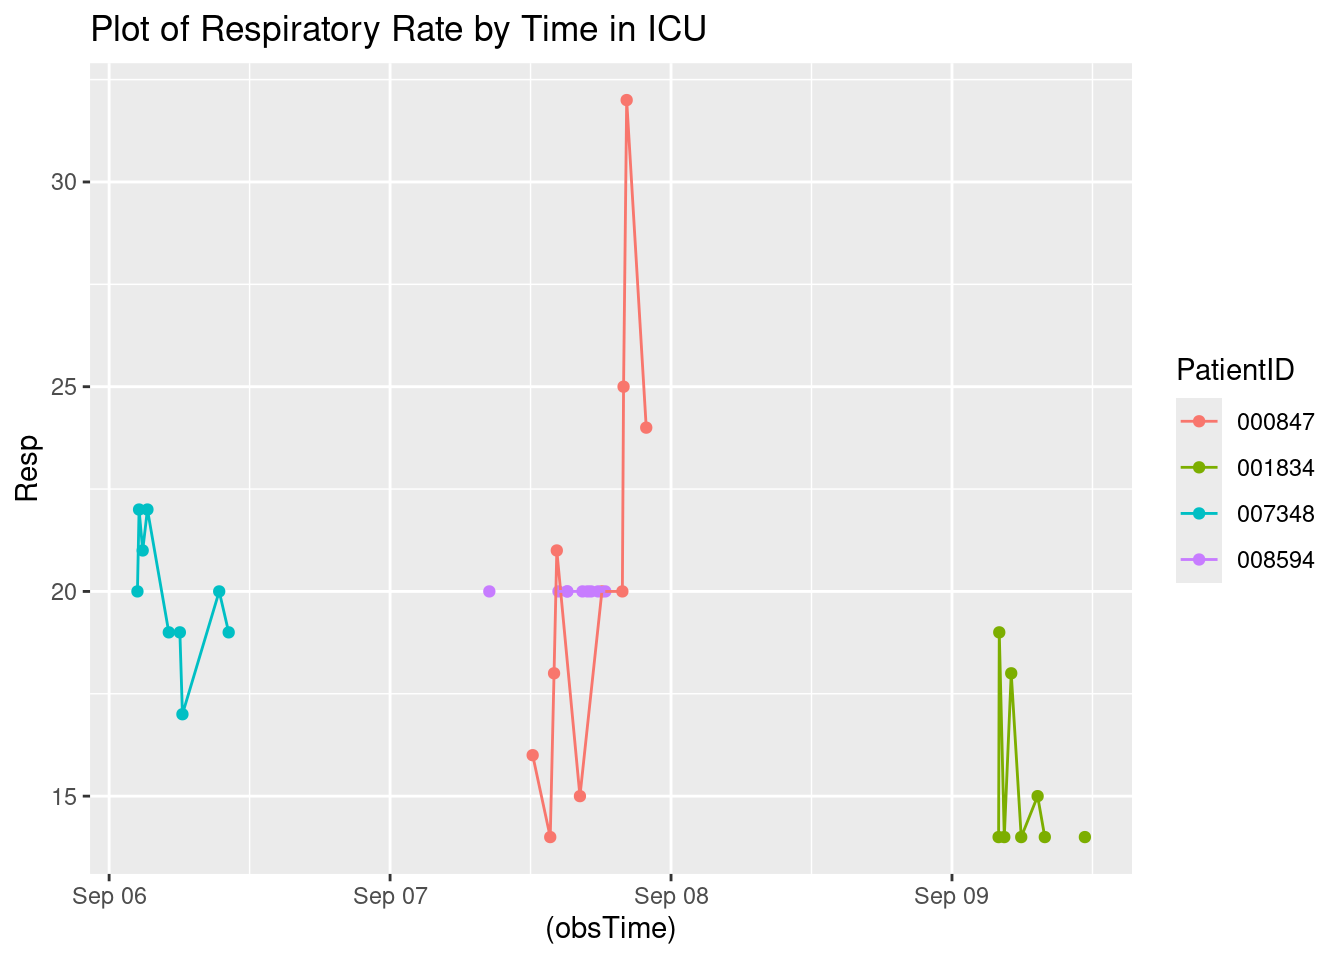 Plot of Respiratory Rate by Time in ICU
30
25
20
15
Resp
Sep 06
Sep 07
Sep 08
Sep 09
(obsTime)
PatientID
000847
001834
007348
008594